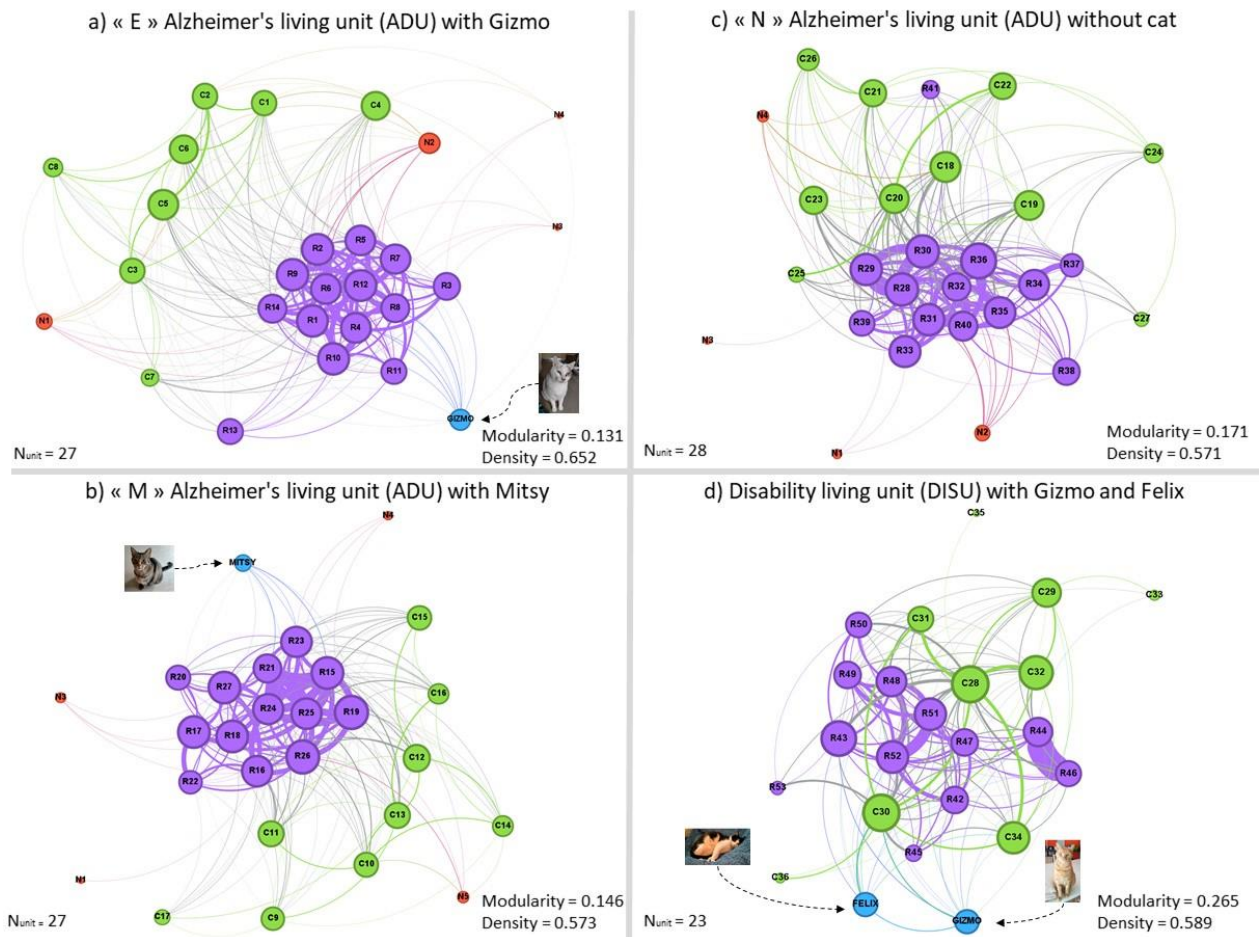 a) « E » Alzheimer's living unit (ADU) with Gizmo
C2
C1
C4
N4
N2
C6
C8
C5
N3
C3
R5
R2
R7
R9
R6
R12
R3
R14
R8
R1
R4
N1
R10
R11
C7
GIZMO
R13
Nunit = 27
Modularity = 0.131
Density = 0.652
c) « N » Alzheimer's living unit (ADU) without cat
C26
C21
R41
C22
N4
C24
C18
C23
C20
C19
R30
R36
R37
R29
C25
R28
R32
R34
R35
R39
R31
R40
C27
N3
R33
R38
N2
N1
Nunit = 28
Modularity = 0.171
Density = 0.571
b) « M » Alzheimer's living unit (ADU) with Mitsy
N4
MITSY
C15
R23
R21
R15
R20
R27
C16
N3
R24
R25
R19
R17
R18
C12
R26
R22
R16
C13
C14
C11
C10
N1
N5
C17
C9
Nunit = 27
Modularity = 0.146
Density = 0.573
d) Disability living unit (DISU) with Gizmo and Felix
C35
C29
C33
C31
R50
R49
R48
C28
C32
R51
R44
R43
R47
R52
R46
R53
R42
C30
C34
R45
C36
FELIX
GIZMO
Nunit = 23
Modularity = 0.265
Density = 0.589